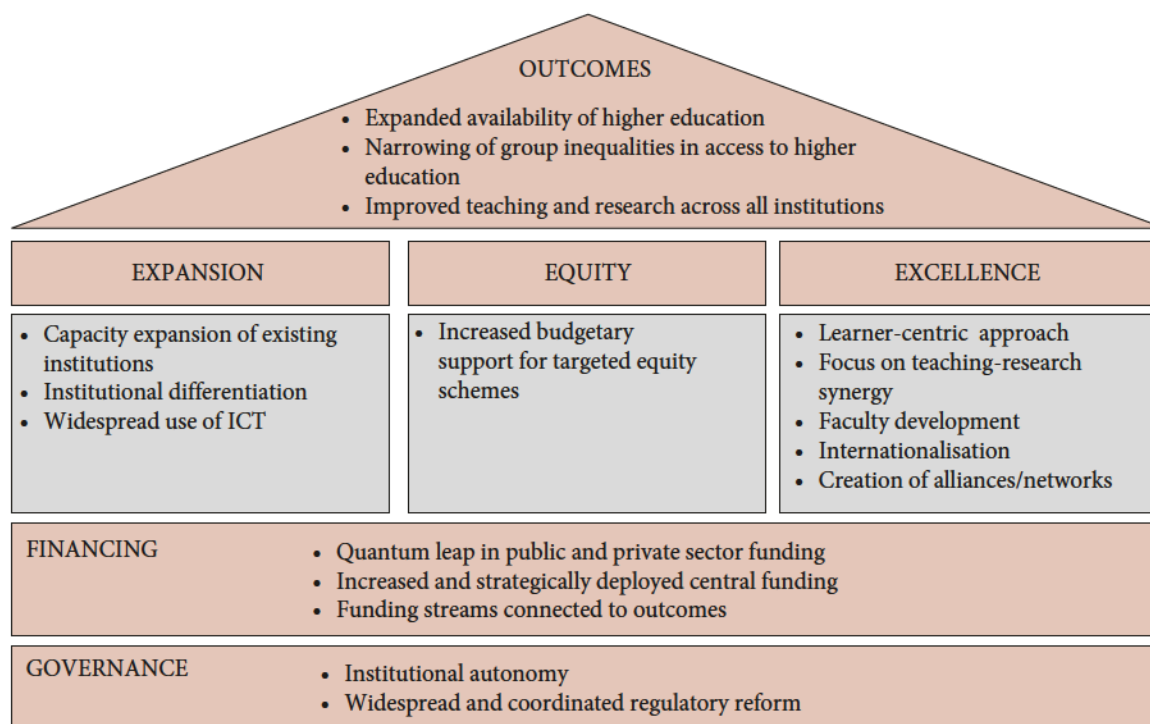 OUTCOMES
• Expanded availability of higher education
• Narrowing of group inequalities in access to higher
education
• Improved teaching and research across all institutions
EXPANSION
• Capacity expansion of existing
institutions
• Institutional differentiation
• Widespread use of ICT
EQUITY
• Increased budgetary
support for targeted equity
schemes
EXCELLENCE
• Learner-centric approach
• Focus on teaching-research
synergy
• Faculty development
• Internationalisation
• Creation of alliances/networks
FINANCING
• Quantum leap in public and private sector funding
• Increased and strategically deployed central funding
• Funding streams connected to outcomes
GOVERNANCE
• Institutional autonomy
• Widespread and coordinated regulatory reform